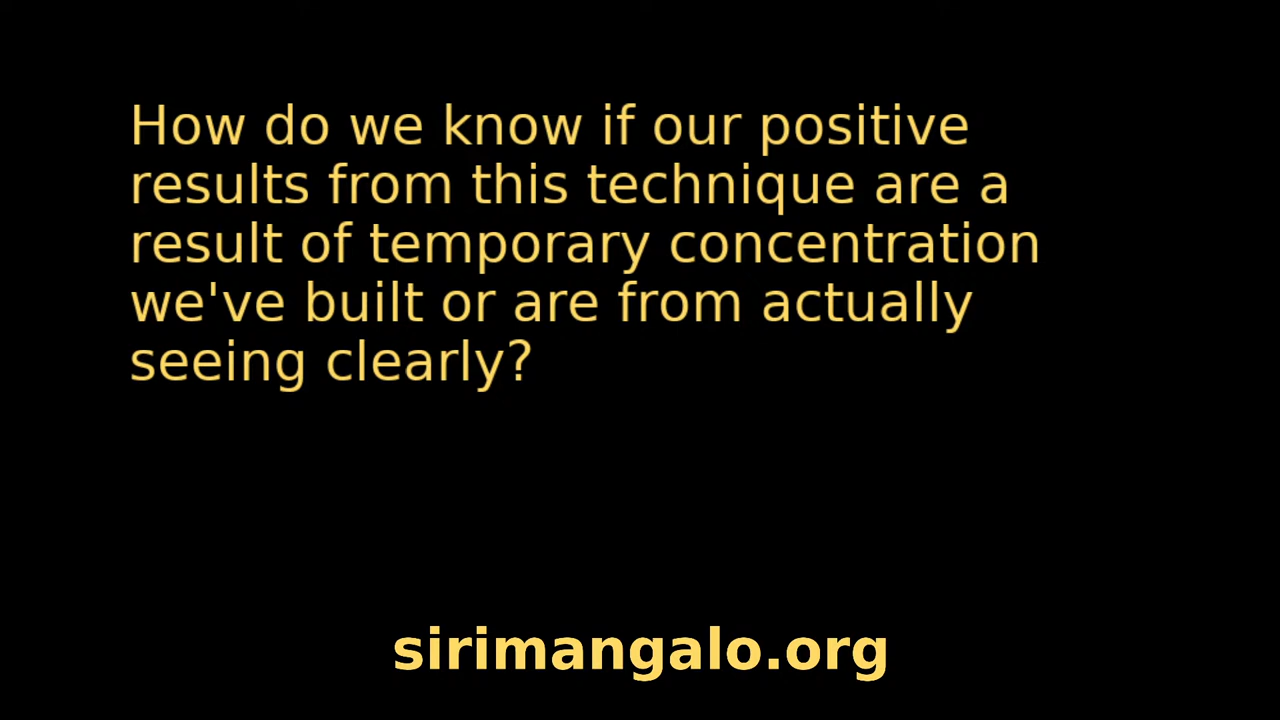 How do we know if our positive
results from this technique are a
result of temporary concentration
we've built or are from actually
seeing clearly?
sirimangalo.org